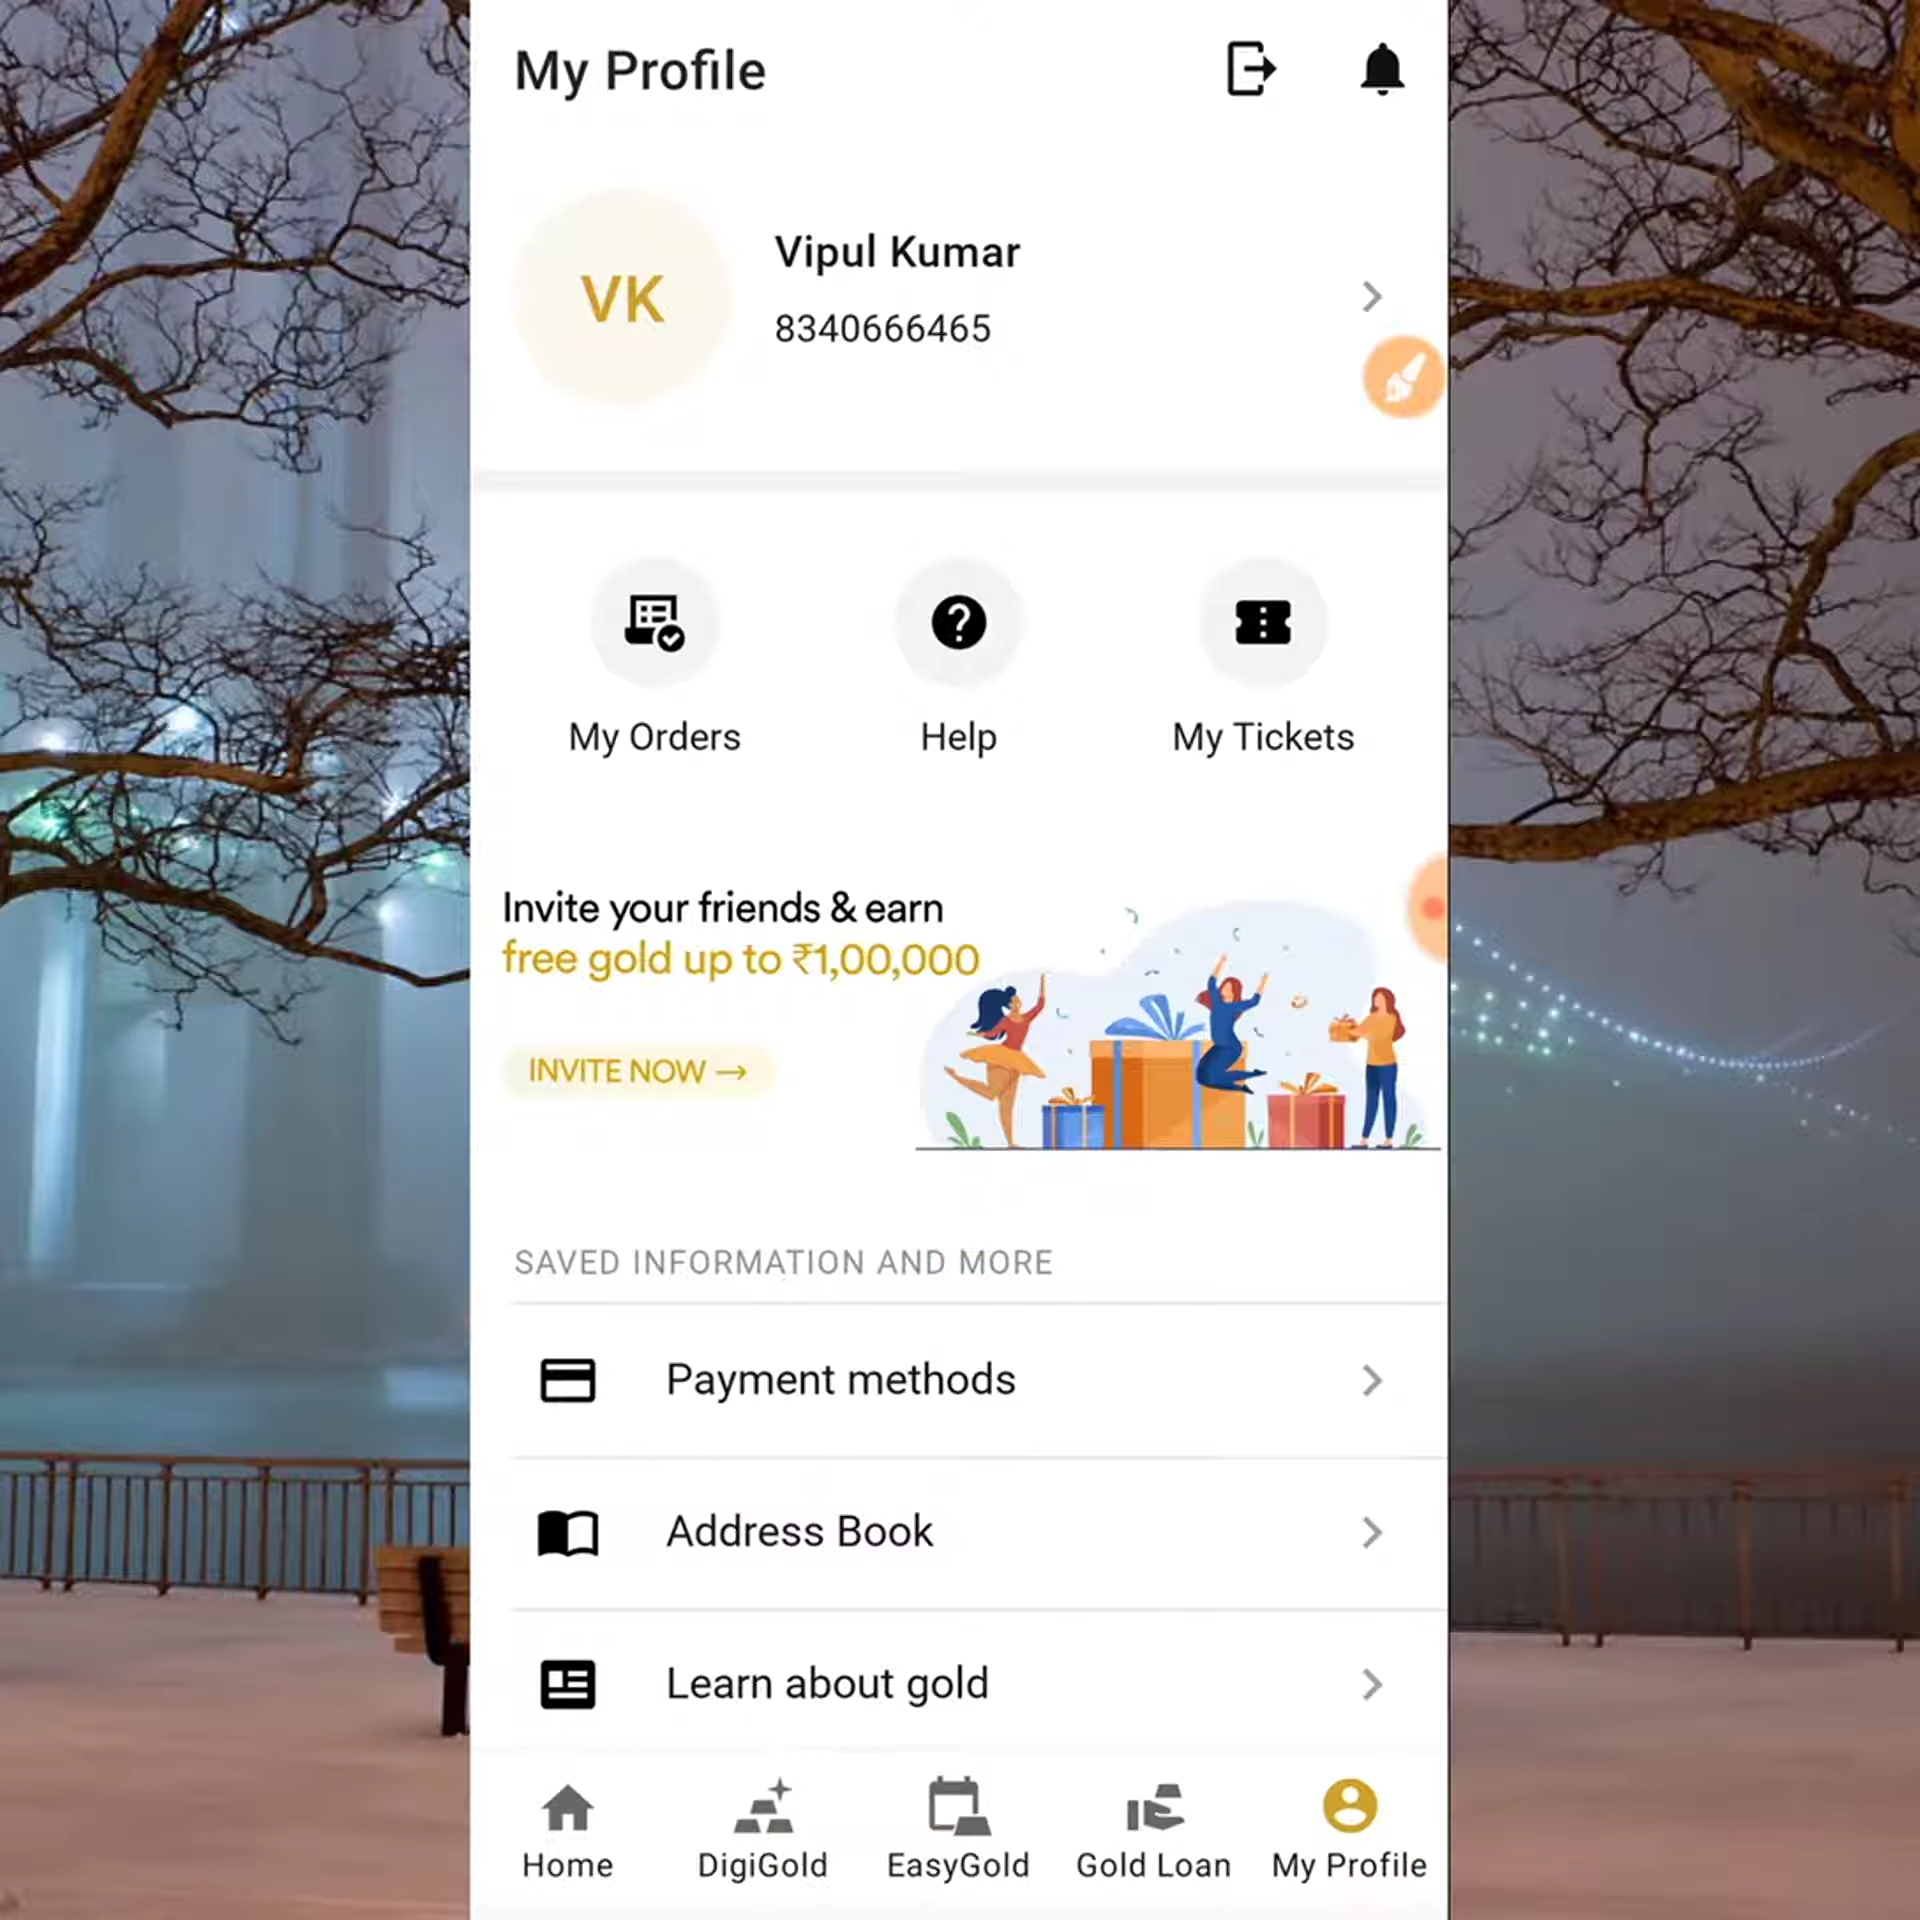 My Profile
VK
Vipul Kumar
8340666465
My Orders
Help
My Tickets
Invite your friends & earn
free gold up to ₹1,00,000
INVITE NOW →
SAVED INFORMATION AND MORE
Payment methods
Address Book
Learn about gold
Home
DigiGold
EasyGold
Gold Loan
My Profile